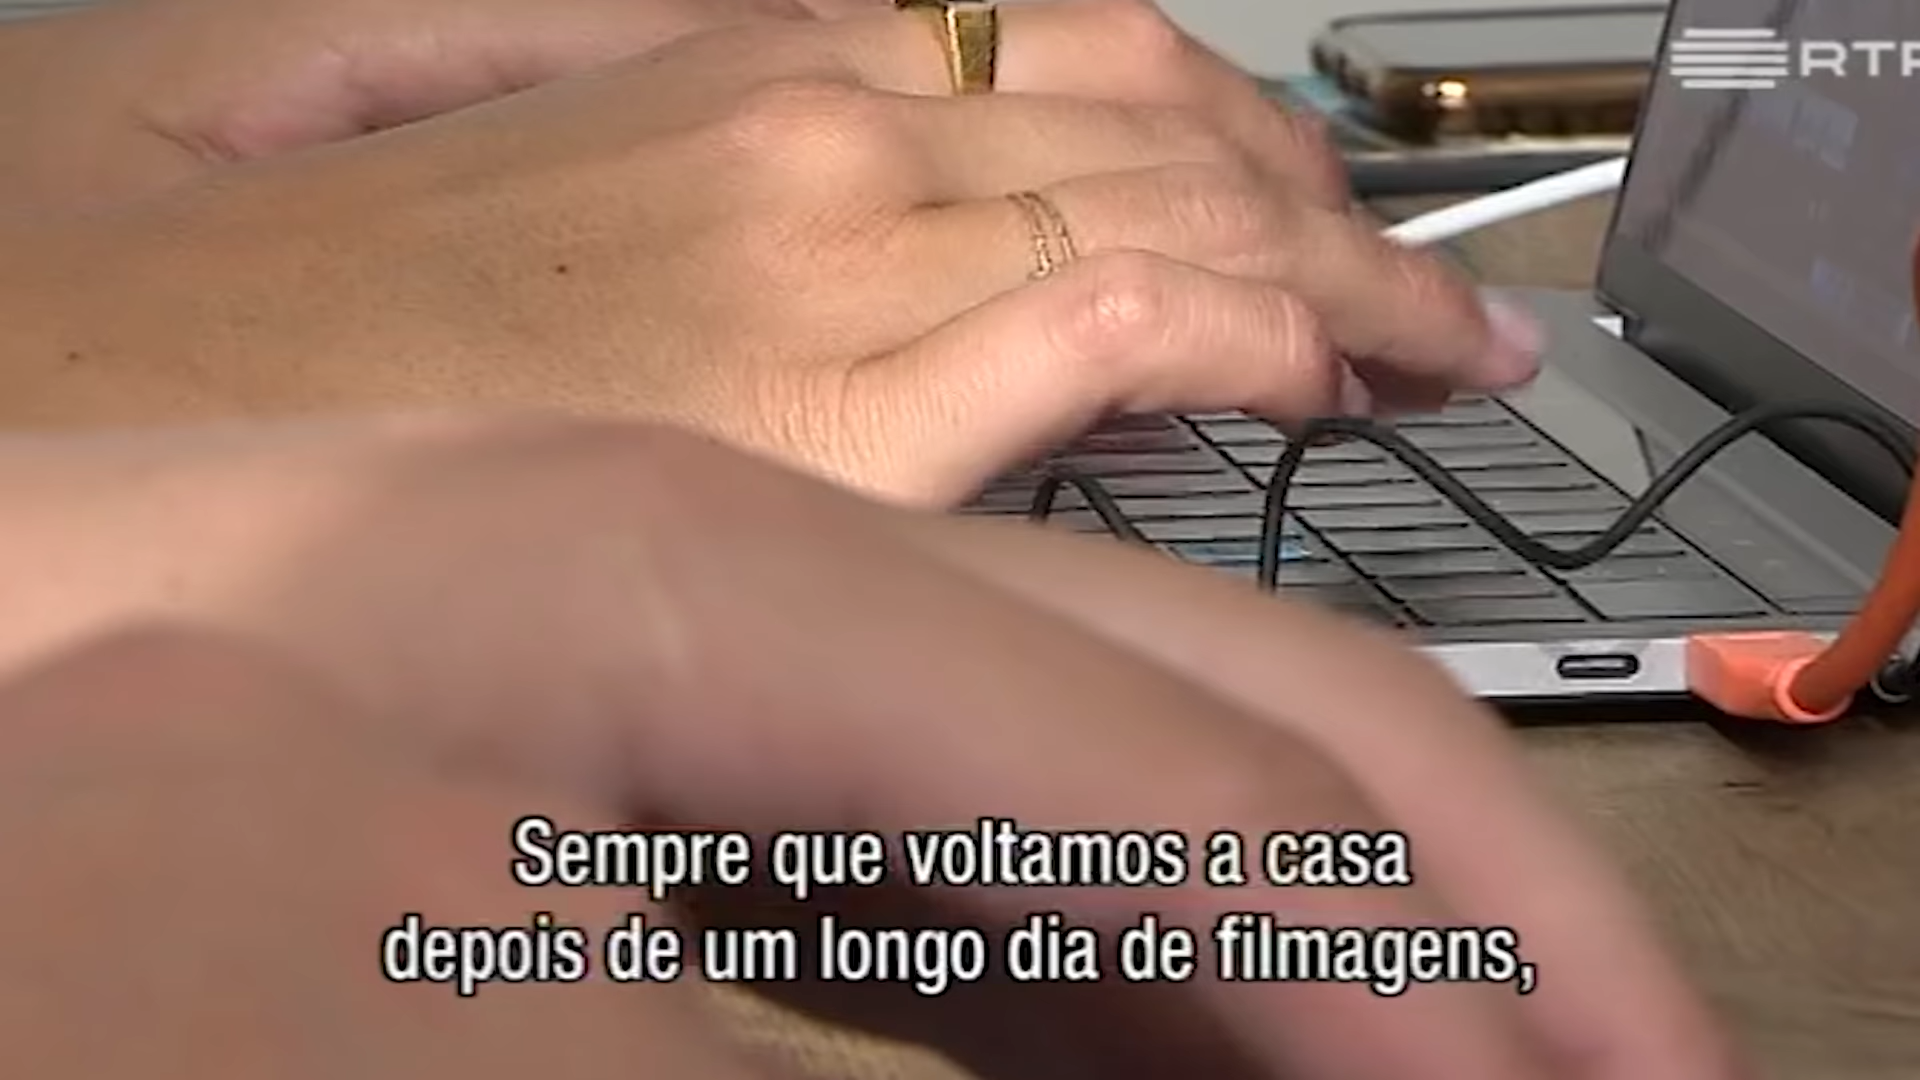 RTP
Sempre que voltamos a casa
depois de um longo dia de filmagens,